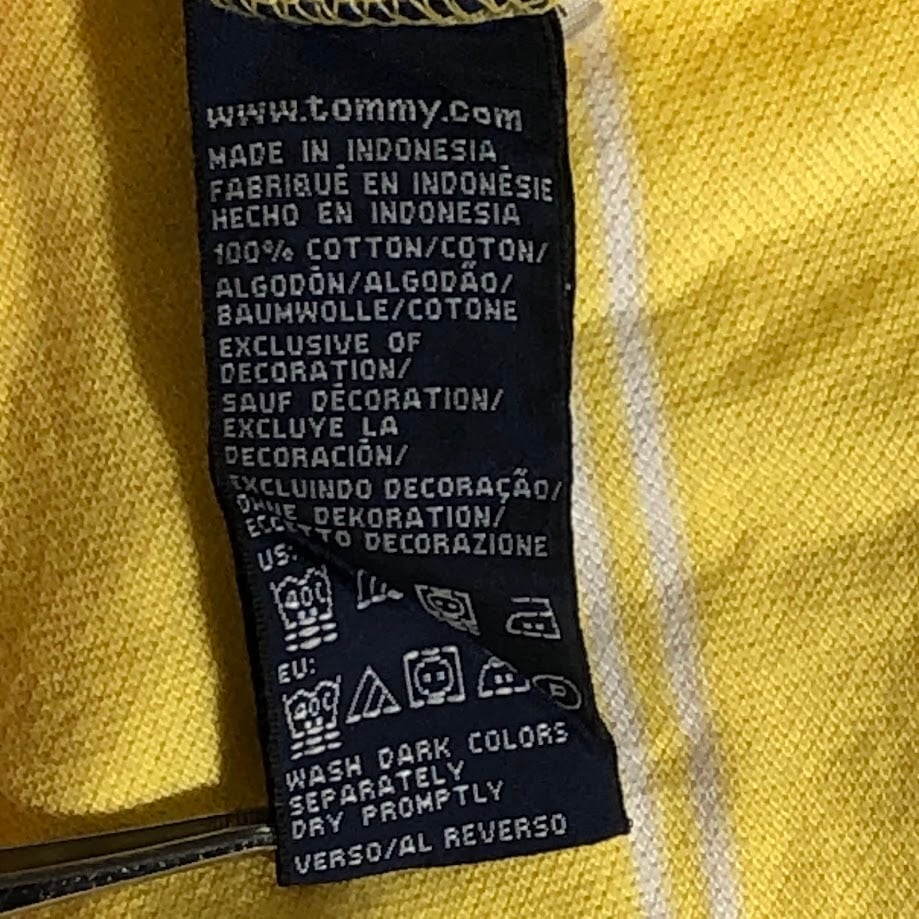 www.tommy.com
MADE IN INDONESIA
FABRIQUÉ EN INDONÉSIE
HECHO EN INDONESIA
100% COTTON/COTON/
ALGODÓN/ALGODÃO/
BAUMWOLLE/COTONE
EXCLUSIVE OF
DECORATION/
SAUF DÉCORATION/
EXCLUYE LA
DECORACIÓN/
EXCLUINDO DECORAÇÃO/
DEKORATION/
DECORAZIONE
US:
40C
EU:
40C
P
WASH DARK COLORS
SEPARATELY
DRY PROMPTLY
VERSO/AL REVERSO